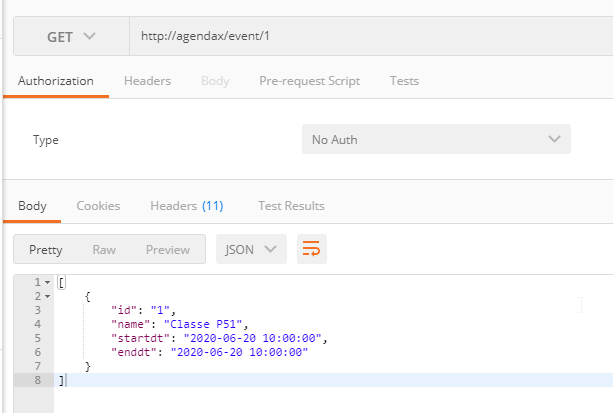 GET http://agendax/event/1
Authorization Headers Body Pre-request Script Tests
Type No Auth
Body Cookies Headers (11) Test Results
Pretty Raw Preview JSON
1 [
2 {
3 "id": "1",
4 "name": "Classe P51",
5 "startdt": "2020-06-20 10:00:00",
6 "enddt": "2020-06-20 10:00:00"
7 }
8 ]